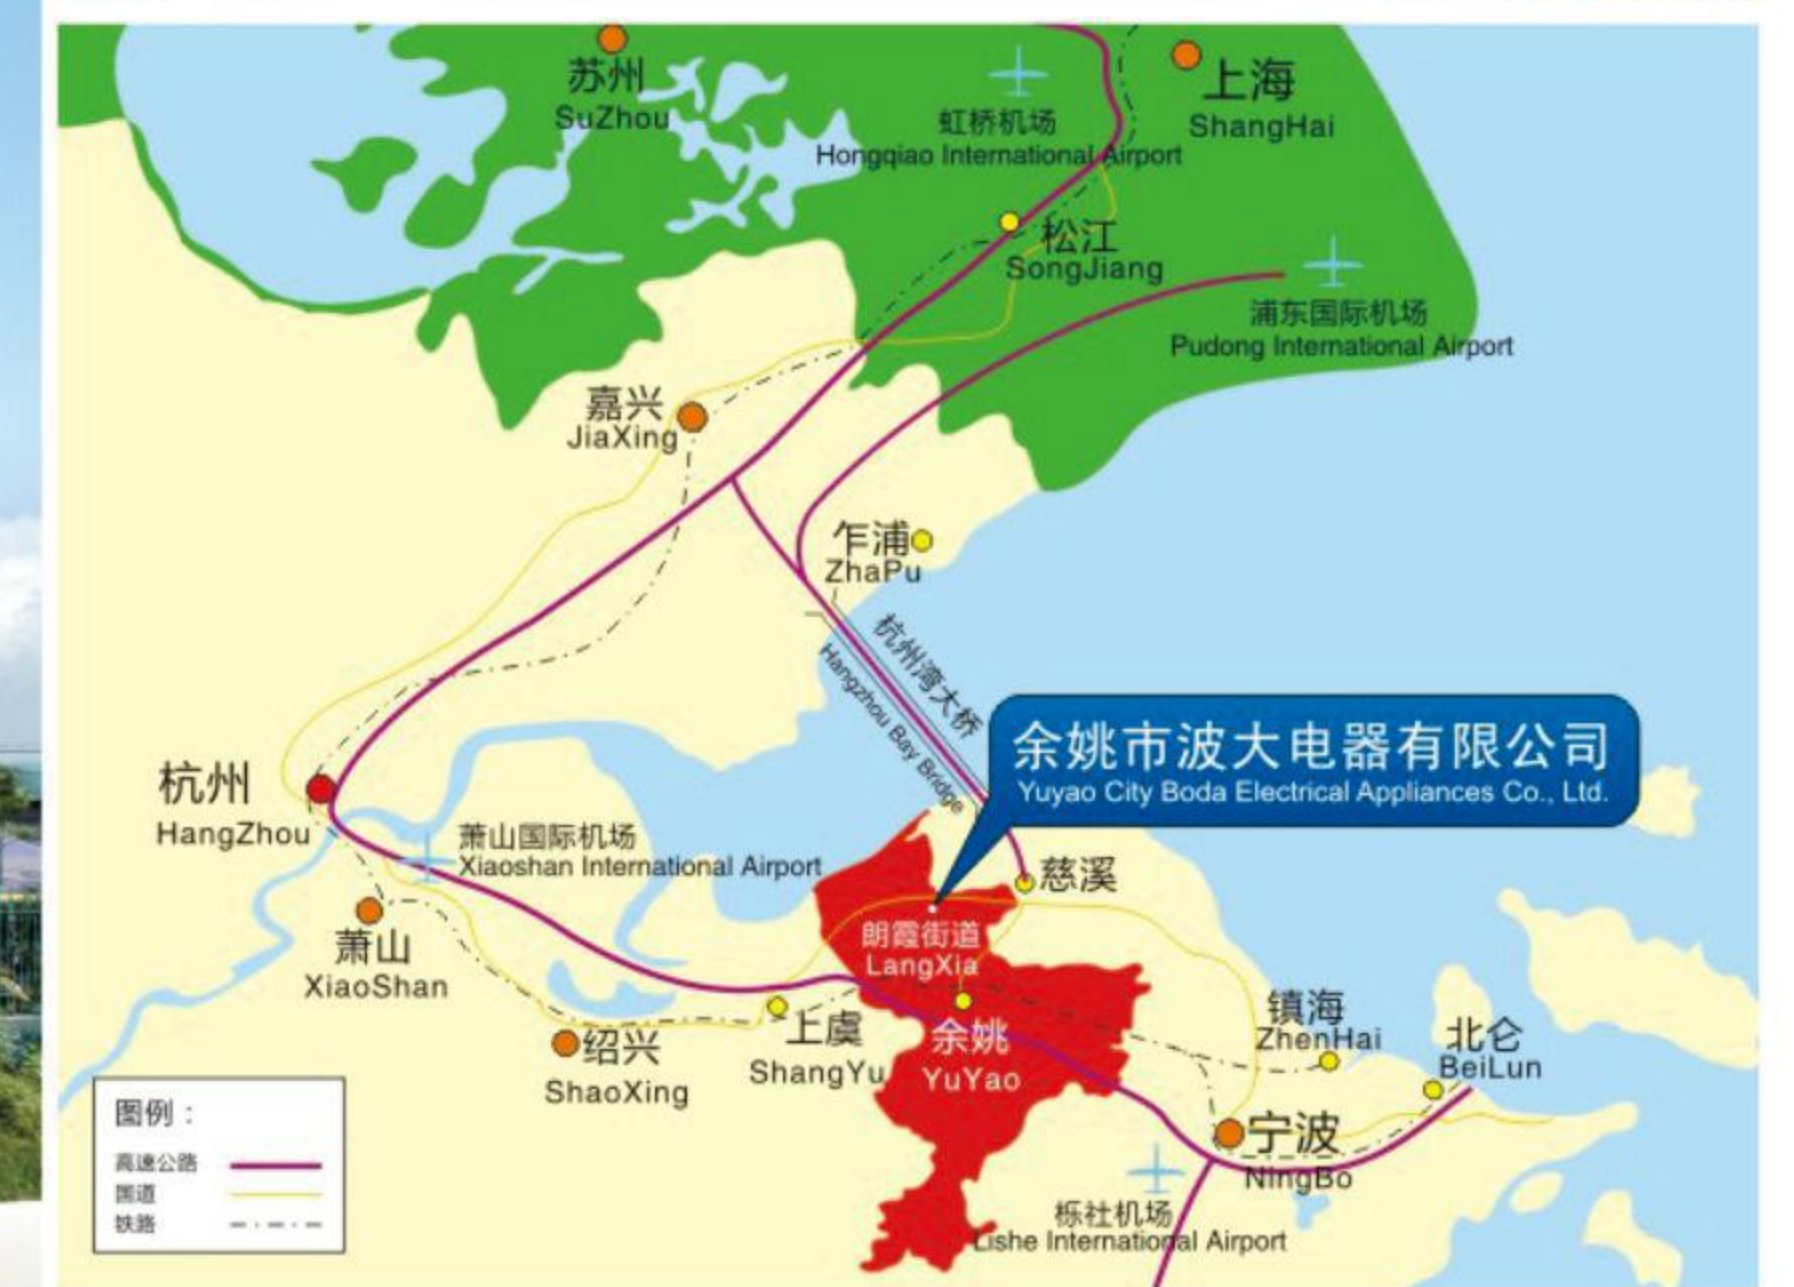 苏州
SuZhou
上海
ShangHai
虹桥机场
Hongqiao International Airport
松江
SongJiang
浦东国际机场
Pudong International Airport
嘉兴
JiaXing
乍浦
ZhaPu
杭州湾大桥
Hangzhou Bay Bridge
余姚市波大电器有限公司
Yuyao City Boda Electrical Appliances Co., Ltd.
杭州
HangZhou
萧山国际机场
Xiaoshan International Airport
慈溪
萧山
XiaoShan
朗霞街道
LangXia
绍兴
ShaoXing
上虞
ShangYu
余姚
YuYao
镇海
ZhenHai
北仑
BeiLun
宁波
NingBo
栎社机场
Lishe International Airport
图例：
高速公路
国道
铁路